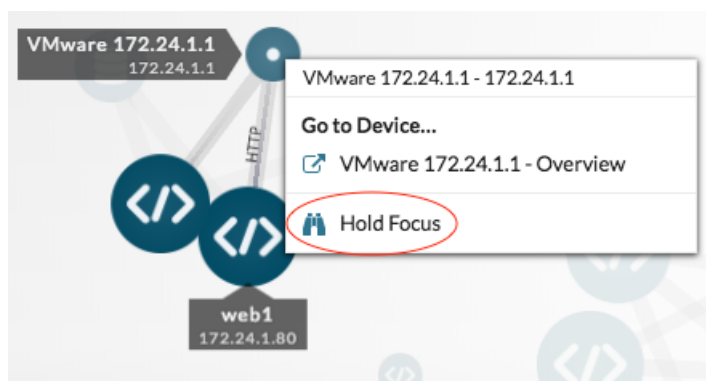 VMware 172.24.1.1
172.24.1.1
VMware 172.24.1.1 - 172.24.1.1
Go to Device...
VMware 172.24.1.1 - Overview
Hold Focus
HTTP
web1
172.24.1.80